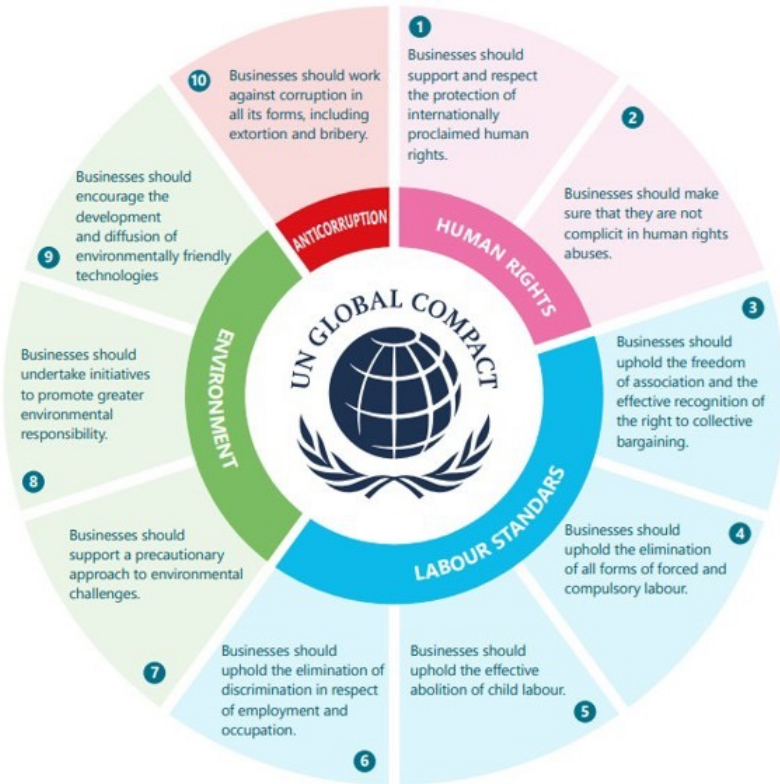 1
Businesses should
support and respect
the protection of
internationally
proclaimed human
rights.
2
Businesses should make
sure that they are not
complicit in human rights
abuses.
3
Businesses should
uphold the freedom
of association and the
effective recognition of
the right to collective
bargaining.
4
Businesses should
uphold the elimination
of all forms of forced and
compulsory labour.
5
Businesses should
uphold the effective
abolition of child labour.
6
Businesses should
uphold the elimination of
discrimination in respect
of employment and
occupation.
7
Businesses should
support a precautionary
approach to environmental
challenges.
8
Businesses should
undertake initiatives
to promote greater
environmental
responsibility.
9
Businesses should
encourage the
development
and diffusion of
environmentally friendly
technologies
10
Businesses should work
against corruption in
all its forms, including
extortion and bribery.
HUMAN RIGHTS
LABOUR STANDARS
ENVIRONMENT
ANTICORRUPTION
UN GLOBAL COMPACT